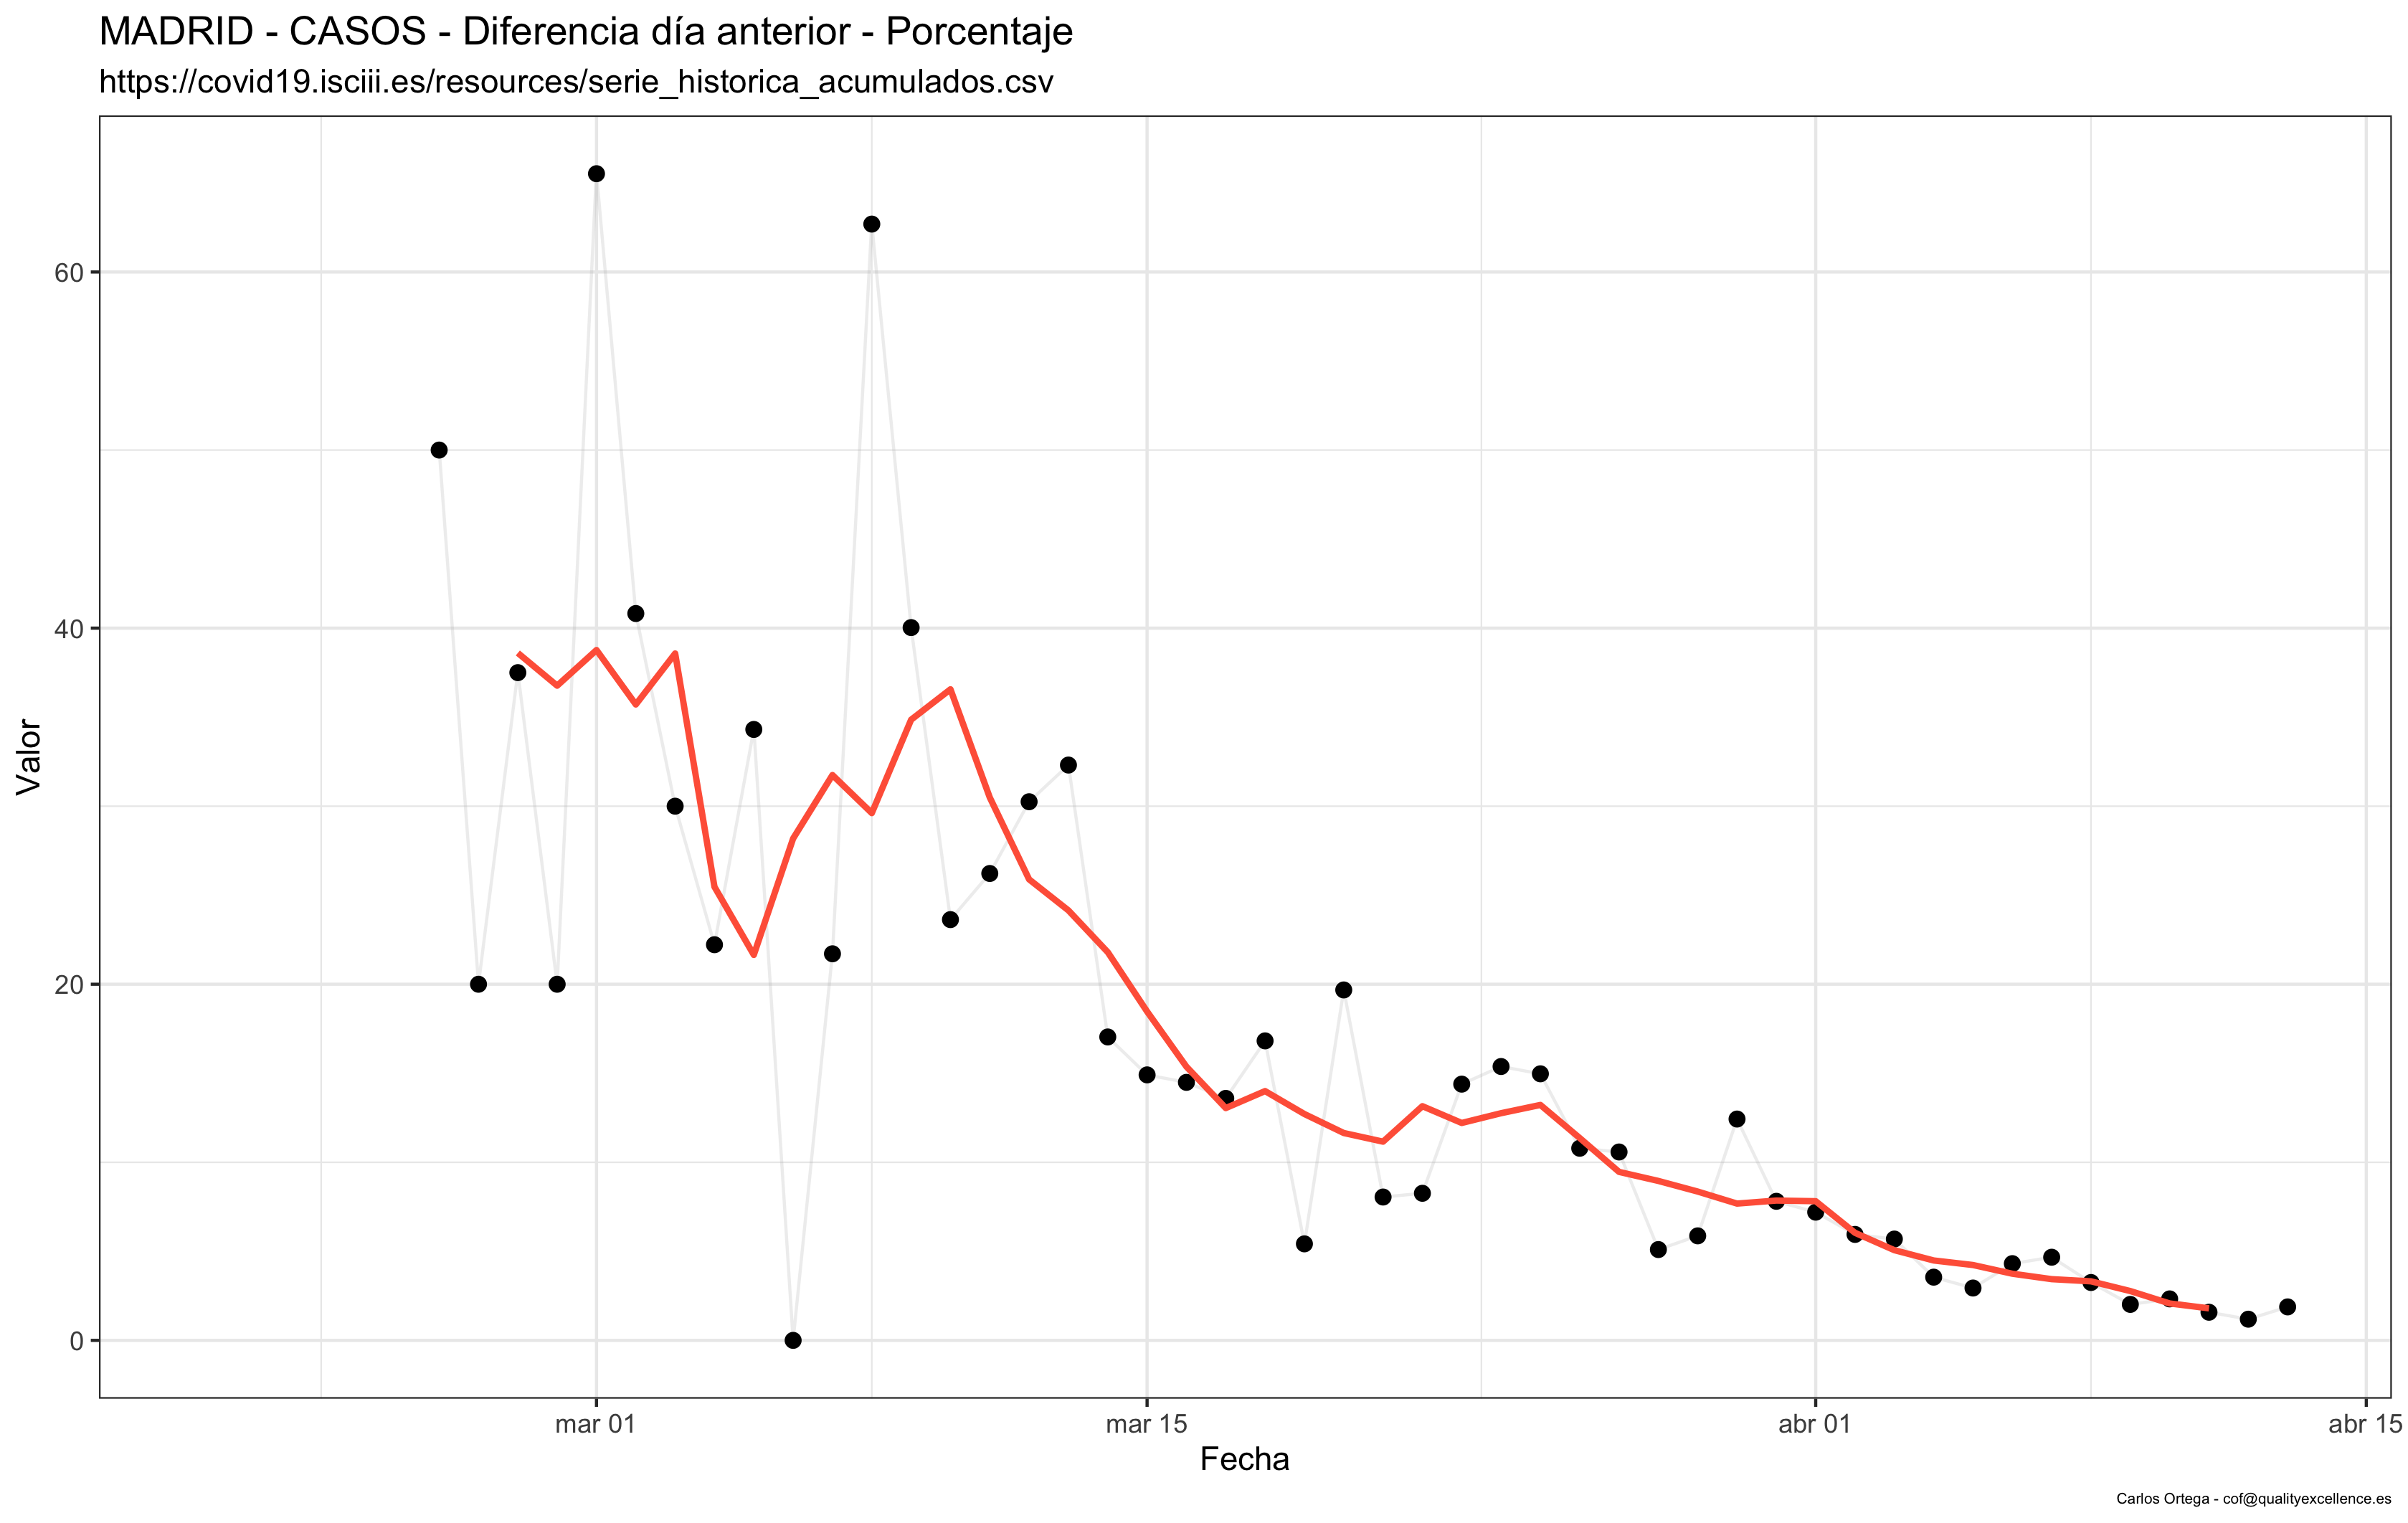 MADRID - CASOS - Diferencia día anterior - Porcentaje
https://covid19.isciii.es/resources/serie_historica_acumulados.csv
60
40
20
0
Valor
mar 01
mar 15
abr 01
abr 15
Fecha
Carlos Ortega - cof@qualityexcellence.es